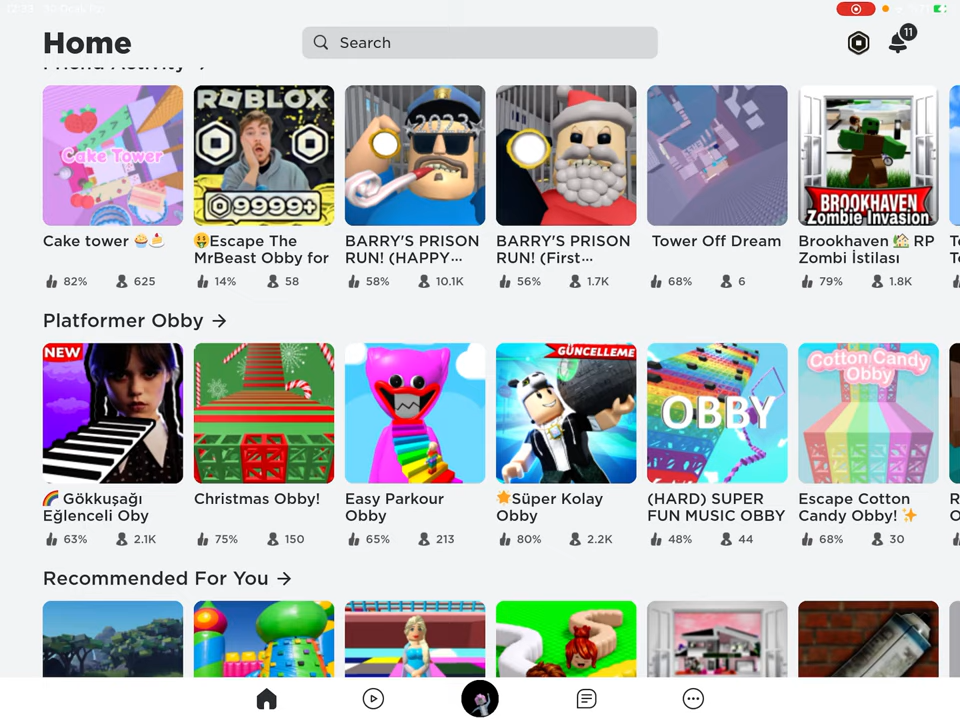 Home
Search
11
Cake Tower
ROBLOX
9999+
2023
BROOKHAVEN
Zombie Invasion
Cake tower 🧁🍰
🤑Escape The
MrBeast Obby for
BARRY'S PRISON
RUN! (HAPPY...
BARRY'S PRISON
RUN! (First...
Tower Off Dream
Brookhaven 🏡 RP
Zombi İstilası
82% 625
14% 58
58% 10.1K
56% 1.7K
68% 6
79% 1.8K
Platformer Obby →
NEW
GÜNCELLEME
OBBY
Cotton Candy
Obby
🌈 Gökkuşağı
Eğlenceli Oby
Christmas Obby!
Easy Parkour
Obby
🌟Süper Kolay
Obby
(HARD) SUPER
FUN MUSIC OBBY
Escape Cotton
Candy Obby! ✨
63% 2.1K
75% 150
65% 213
80% 2.2K
48% 44
68% 30
Recommended For You →